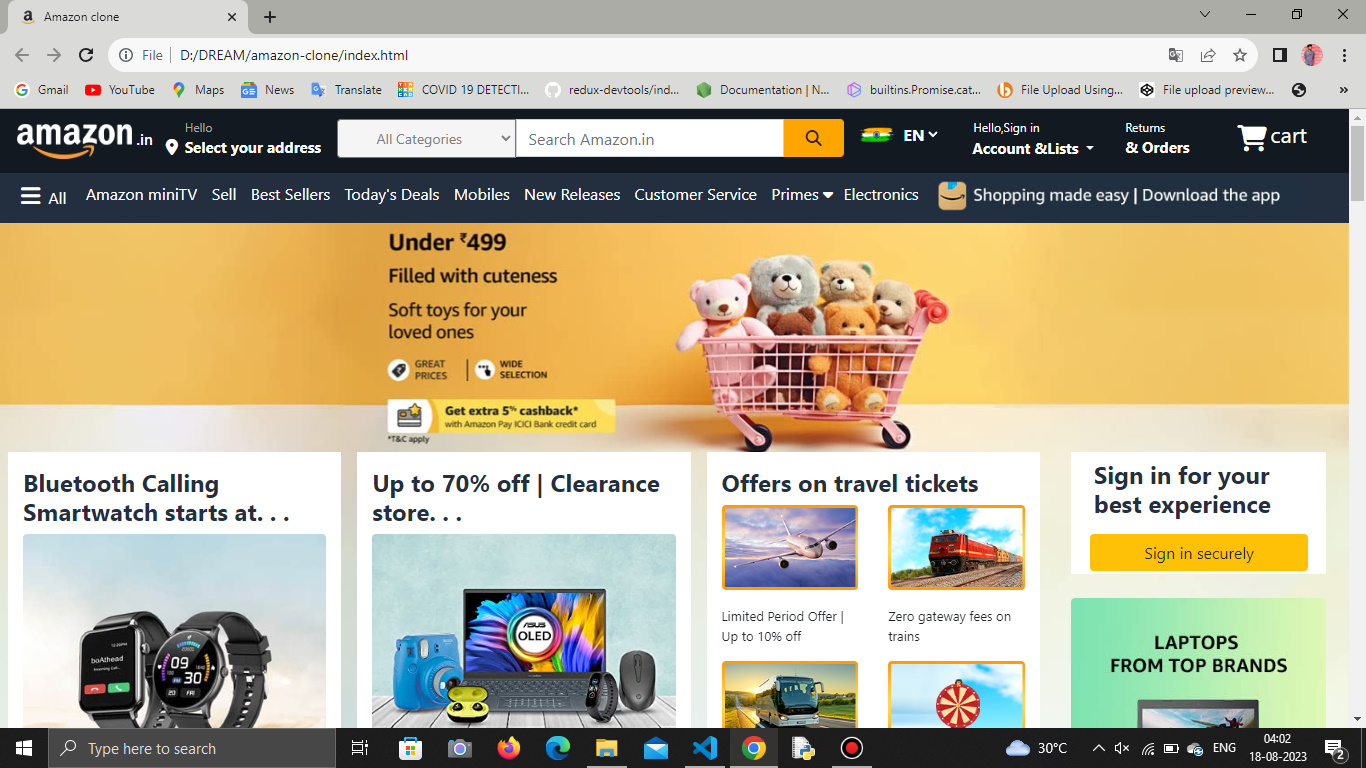 Amazon clone
File D:/DREAM/amazon-clone/index.html
Gmail YouTube Maps News Translate COVID 19 DETECTI... redux-devtools/ind... Documentation | N... builtins.Promise.cat... File Upload Using... File upload preview... »
amazon.in
Hello
Select your address
All Categories
Search Amazon.in
EN
Hello,Sign in
Account &Lists
Returns
& Orders
cart
All Amazon miniTV Sell Best Sellers Today's Deals Mobiles New Releases Customer Service Primes Electronics Shopping made easy | Download the app
Under ₹499
Filled with cuteness
Soft toys for your
loved ones
GREAT
PRICES
WIDE
SELECTION
Get extra 5% cashback*
with Amazon Pay ICICI Bank credit card
*T&C apply
Bluetooth Calling
Smartwatch starts at. . .
boAthead
09
30
20 FRI
Up to 70% off | Clearance
store. . .
ASUS
OLED
Offers on travel tickets
Limited Period Offer |
Up to 10% off
Zero gateway fees on
trains
Sign in for your
best experience
Sign in securely
LAPTOPS
FROM TOP BRANDS
Type here to search
30°C
ENG
04:02
18-08-2023
2